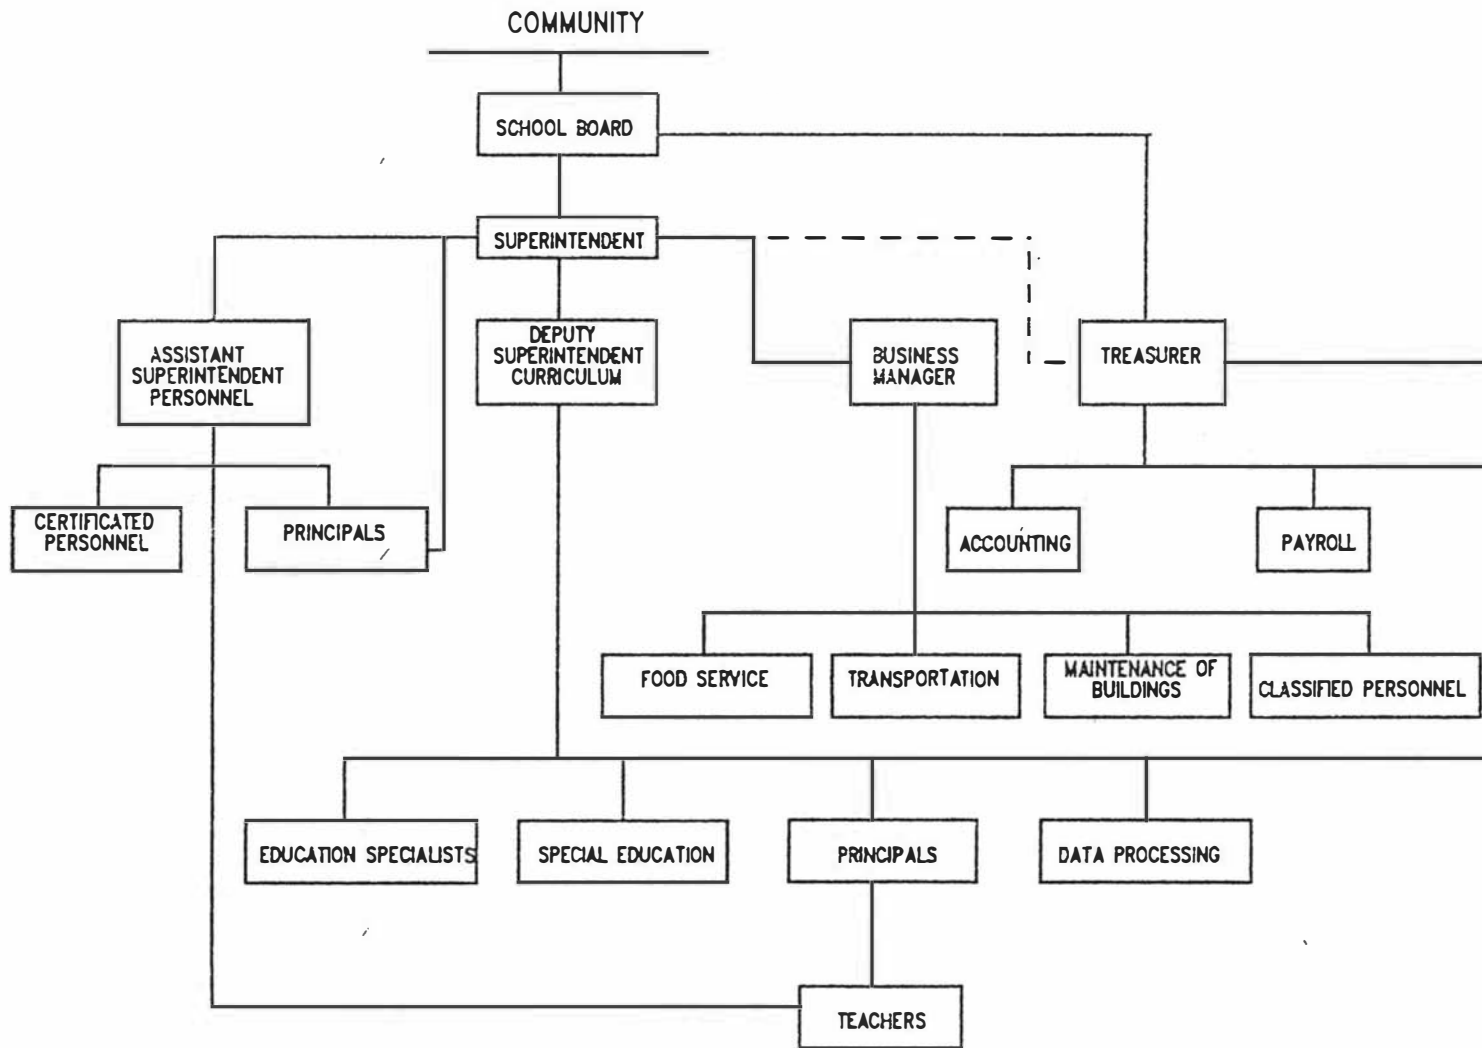 COMMUNITY
SCHOOL BOARD
SUPERINTENDENT
ASSISTANT
SUPERINTENDENT
PERSONNEL
DEPUTY
SUPERINTENDENT
CURRICULUM
BUSINESS
MANAGER
TREASURER
CERTIFICATED
PERSONNEL
PRINCIPALS
ACCOUNTING
PAYROLL
FOOD SERVICE
TRANSPORTATION
MAINTENANCE OF
BUILDINGS
CLASSIFIED PERSONNEL
EDUCATION SPECIALISTS
SPECIAL EDUCATION
PRINCIPALS
DATA PROCESSING
TEACHERS